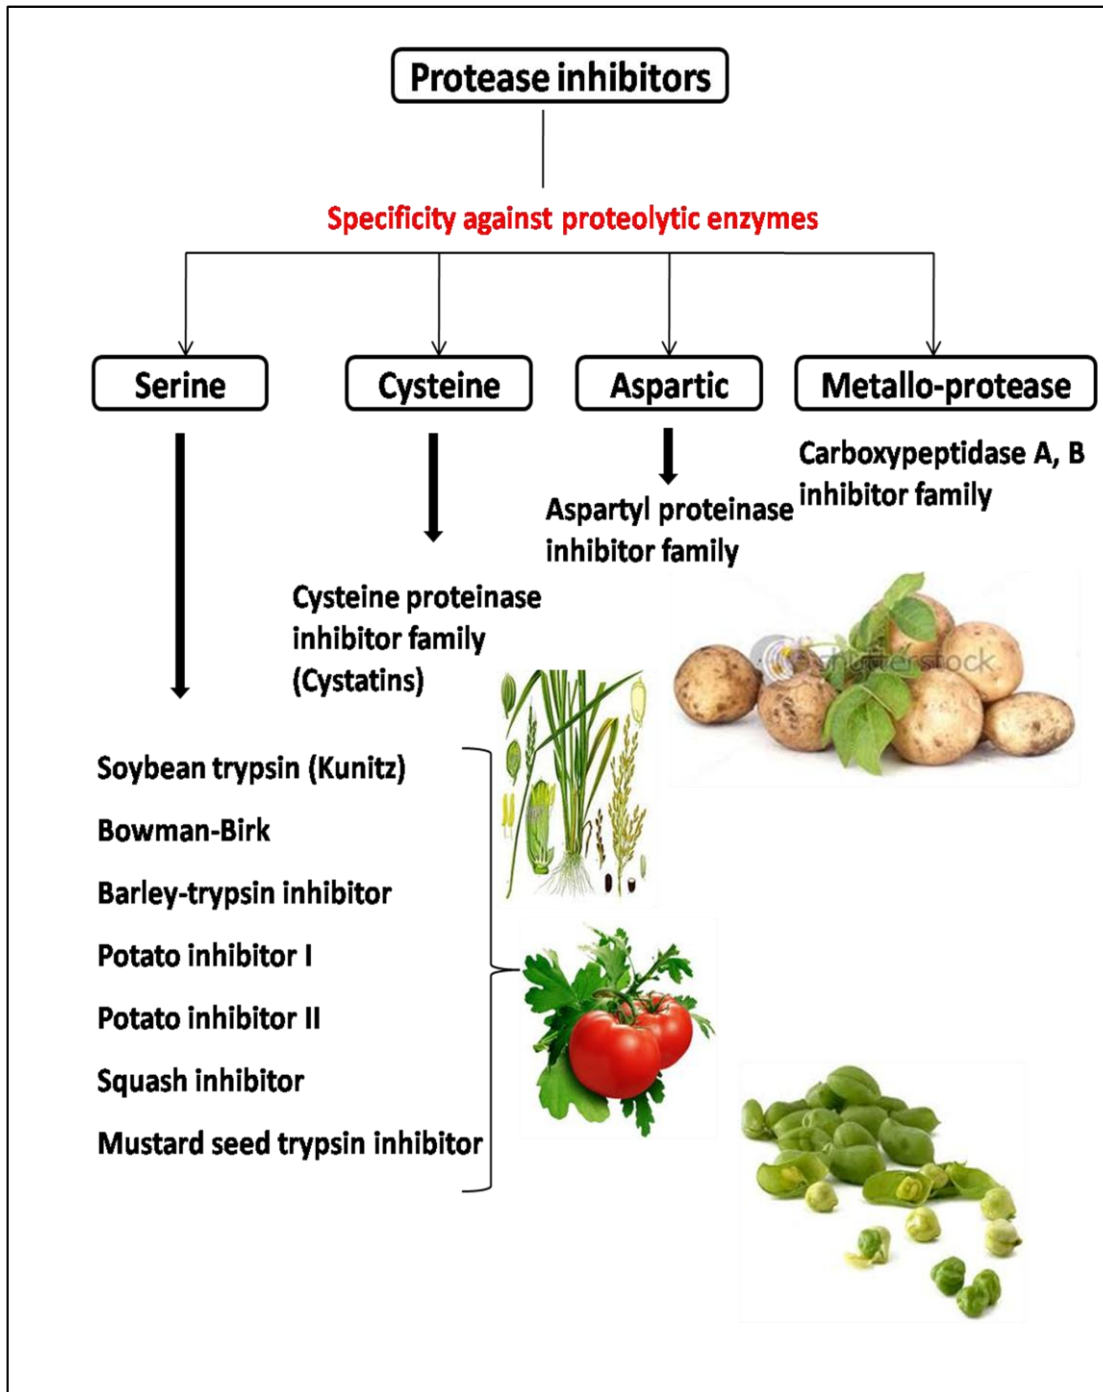 Protease inhibitors
Specificity against proteolytic enzymes
Serine
Cysteine
Aspartic
Metallo-protease
Carboxypeptidase A, B
inhibitor family
Aspartyl proteinase
inhibitor family
Cysteine proteinase
inhibitor family
(Cystatins)
shutterstock
Soybean trypsin (Kunitz)
Bowman-Birk
Barley-trypsin inhibitor
Potato inhibitor I
Potato inhibitor II
Squash inhibitor
Mustard seed trypsin inhibitor